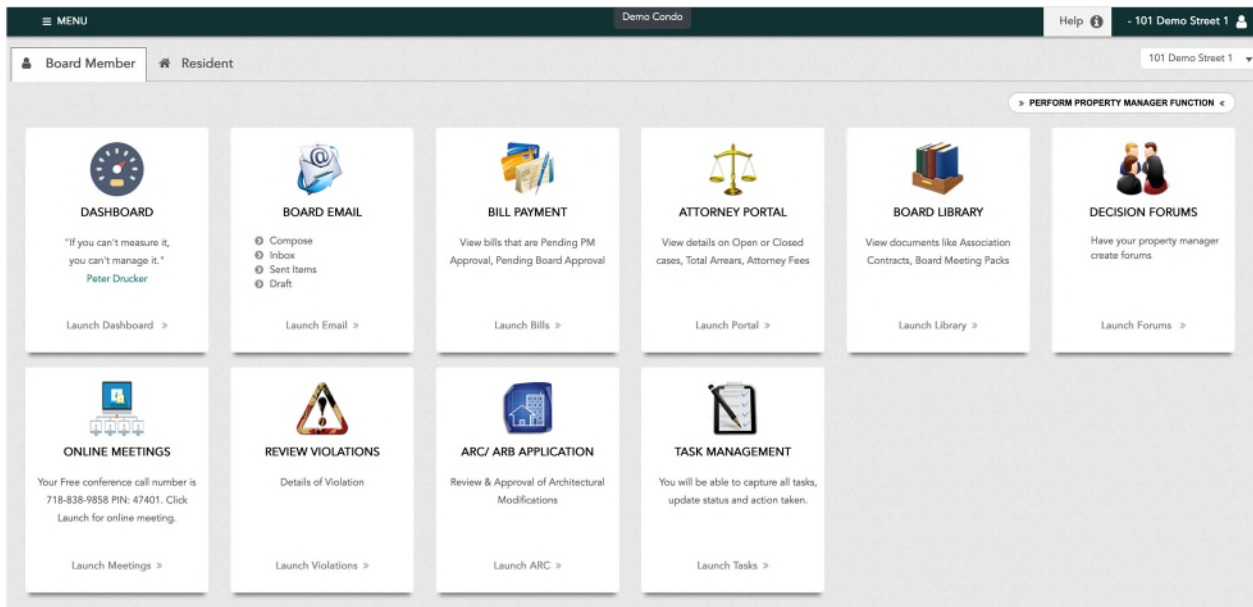 ≡ MENU
Demo Condo
Help
- 101 Demo Street 1
Board Member
Resident
101 Demo Street 1
» PERFORM PROPERTY MANAGER FUNCTION «
DASHBOARD
"If you can't measure it,
you can't manage it."
Peter Drucker
Launch Dashboard »
BOARD EMAIL
Compose
Inbox
Sent Items
Draft
Launch Email »
BILL PAYMENT
View bills that are Pending PM
Approval, Pending Board Approval
Launch Bills »
ATTORNEY PORTAL
View details on Open or Closed
cases, Total Arrears, Attorney Fees
Launch Portal »
BOARD LIBRARY
View documents like Association
Contracts, Board Meeting Packs
Launch Library »
DECISION FORUMS
Have your property manager
create forums
Launch Forums »
ONLINE MEETINGS
Your Free conference call number is
718-838-9858 PIN: 47401. Click
Launch for online meeting.
Launch Meetings »
REVIEW VIOLATIONS
Details of Violation
Launch Violations »
ARC/ ARB APPLICATION
Review & Approval of Architectural
Modifications
Launch ARC »
TASK MANAGEMENT
You will be able to capture all tasks,
update status and action taken.
Launch Tasks »